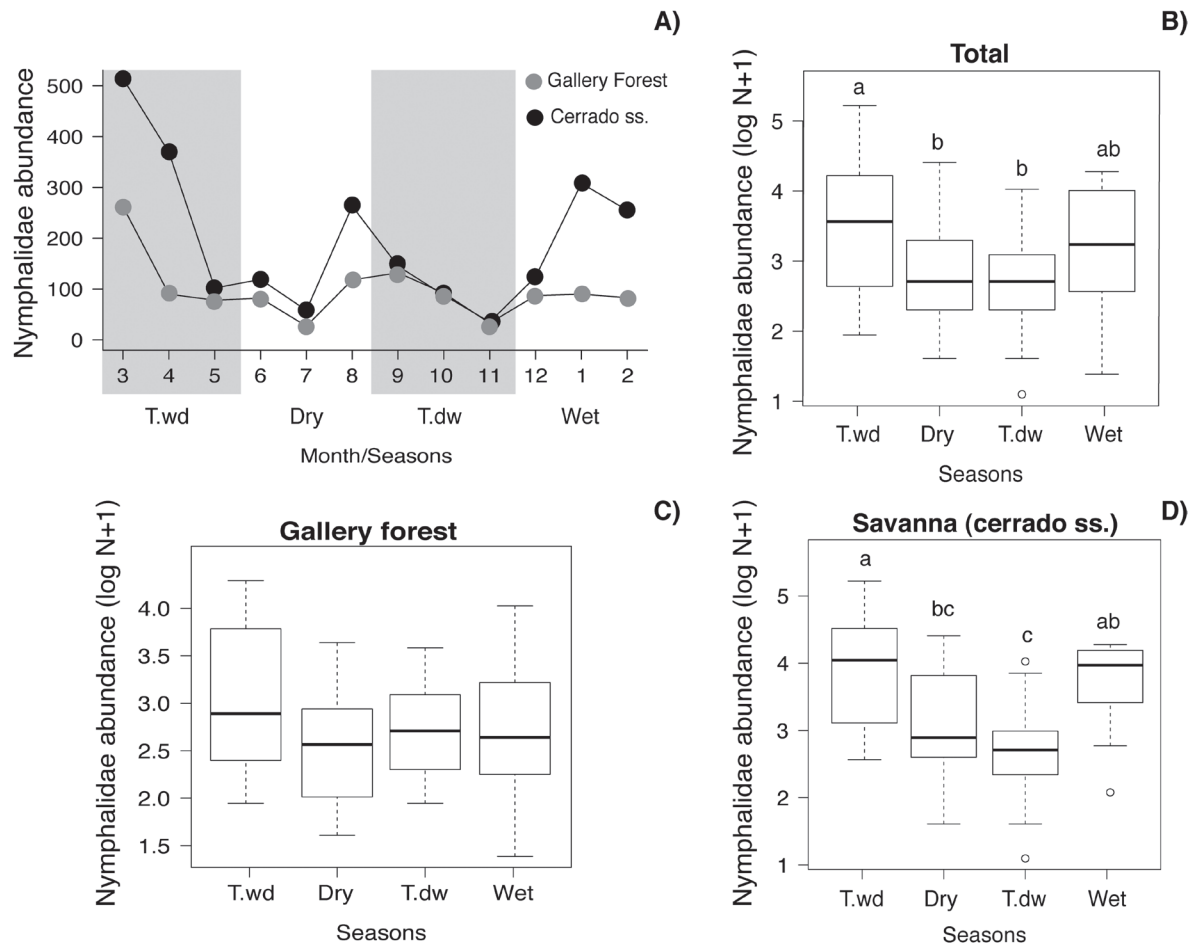 A)
Nymphalidae abundance
500
400
300
200
100
0
Gallery Forest
Cerrado ss.
3 4 5 6 7 8 9 10 11 12 1 2
T.wd Dry T.dw Wet
Month/Seasons
B)
Total
Nymphalidae abundance (log N+1)
5
4
3
2
1
a b b ab
T.wd Dry T.dw Wet
Seasons
C)
Gallery forest
Nymphalidae abundance (log N+1)
4.0
3.5
3.0
2.5
2.0
1.5
T.wd Dry T.dw Wet
Seasons
D)
Savanna (cerrado ss.)
Nymphalidae abundance (log N+1)
5
4
3
2
1
a bc c ab
T.wd Dry T.dw Wet
Seasons